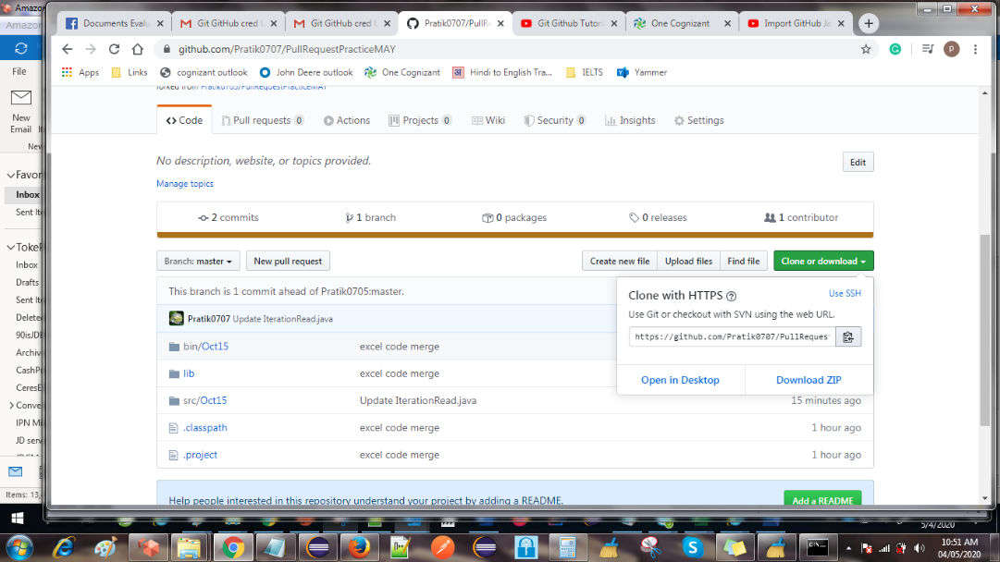 Amazon
Documents Evalu
Git GitHub cred
Git GitHub cred U
Pratik0707/PullR
Git Github Tutori
One Cognizant
Import GitHub Ja
Amazon
github.com/Pratik0707/PullRequestPracticeMAY
P
Apps
Links
cognizant outlook
John Deere outlook
One Cognizant
Hindi to English Tra...
IELTS
Yammer
File
New
Email
New
Favor
Inbox
Sent It
TokeF
Inbox
Drafts
Sent It
Delete
90isJDE
Archiv
CashPr
CeresE
Conve
IPN Mi
JD serv
Items: 13,
forked from Pratik0705/PullRequestPracticeMAY
Code
Pull requests 0
Actions
Projects 0
Wiki
Security 0
Insights
Settings
No description, website, or topics provided.
Edit
Manage topics
2 commits
1 branch
0 packages
0 releases
1 contributor
Branch: master
New pull request
Create new file
Upload files
Find file
Clone or download
This branch is 1 commit ahead of Pratik0705:master.
Clone with HTTPS
Use SSH
Use Git or checkout with SVN using the web URL.
https://github.com/Pratik0707/PullReques
Open in Desktop
Download ZIP
Pratik0707 Update IterationRead.java
bin/Oct15
excel code merge
lib
excel code merge
src/Oct15
Update IterationRead.java
15 minutes ago
.classpath
excel code merge
1 hour ago
.project
excel code merge
1 hour ago
Help people interested in this repository understand your project by adding a README.
Add a README
5/4/2020
10:51 AM
04/05/2020